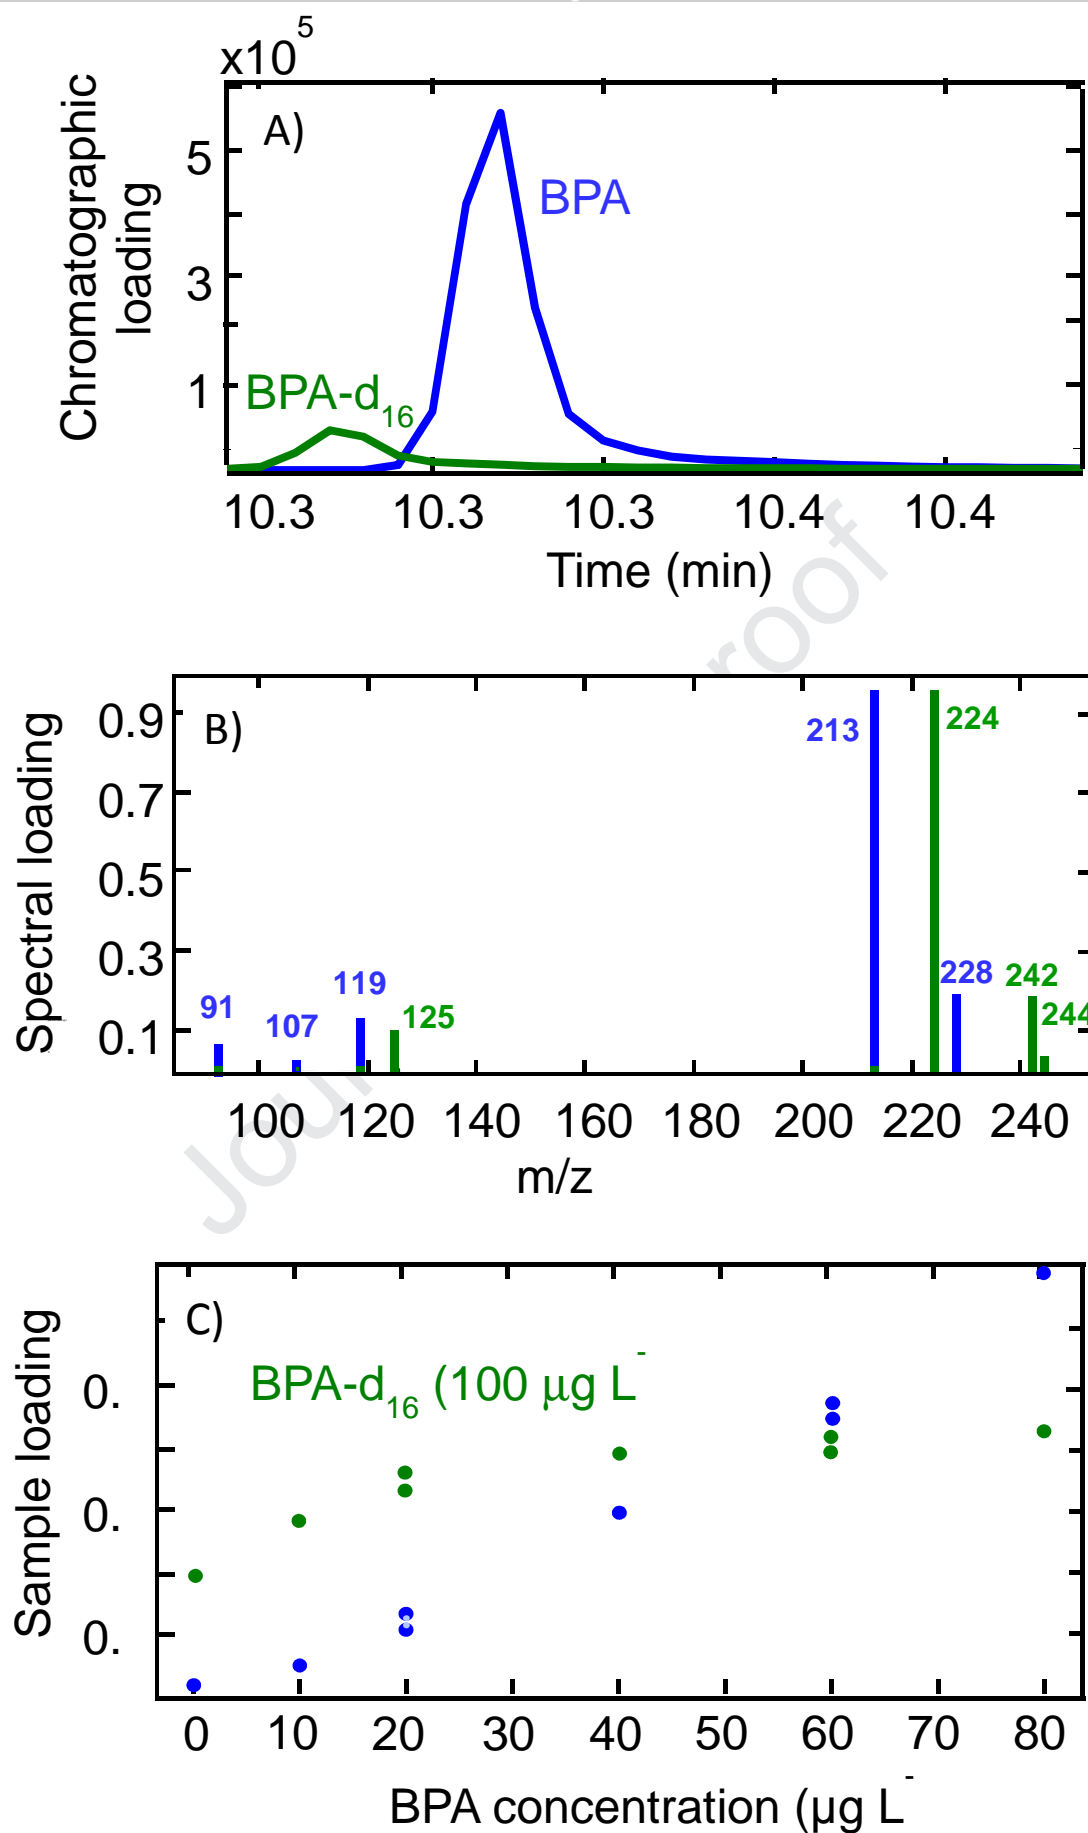 x10^5
A)
Chromatographic
loading
5
3
1
BPA
BPA-d16
10.3 10.3 10.3 10.4 10.4
Time (min)
B)
Spectral loading
0.9
0.7
0.5
0.3
0.1
91
107
119
125
213
224
228
242
244
100 120 140 160 180 200 220 240
m/z
C)
Sample loading
0.
0.
0.
BPA-d16 (100 µg L-
0 10 20 30 40 50 60 70 80
BPA concentration (µg L-